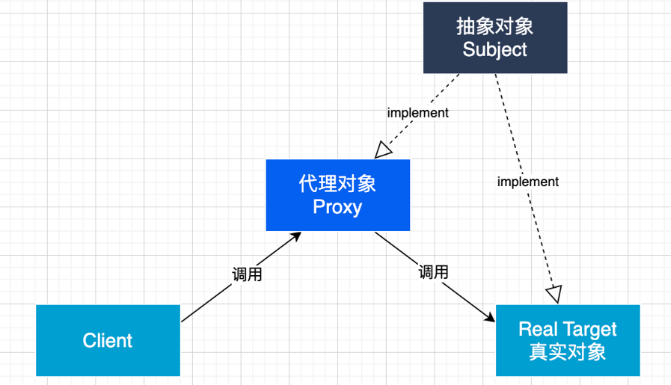 抽象对象
Subject
implement
代理对象
Proxy
implement
调用
调用
Client
Real Target
真实对象